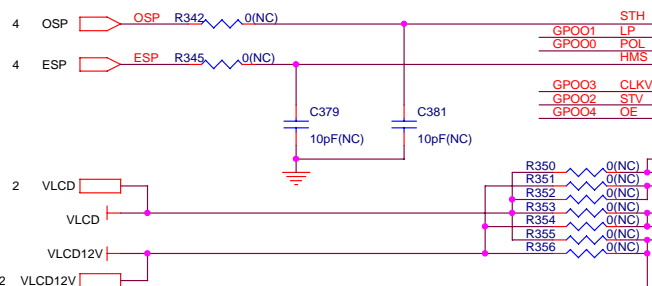 4 OSP OSP R342 0(NC) STH
GPOO1 LP
GPOO0 POL
4 ESP ESP R345 0(NC) HMS
GPOO3 CLKV
GPOO2 STV
GPOO4 OE
C379 C381
10pF(NC) 10pF(NC)
R350 0(NC)
2 VLCD R351 0(NC)
R352 0(NC)
VLCD R353 0(NC)
R354 0(NC)
R355 0(NC)
VLCD12V R356 0(NC)
2 VLCD12V